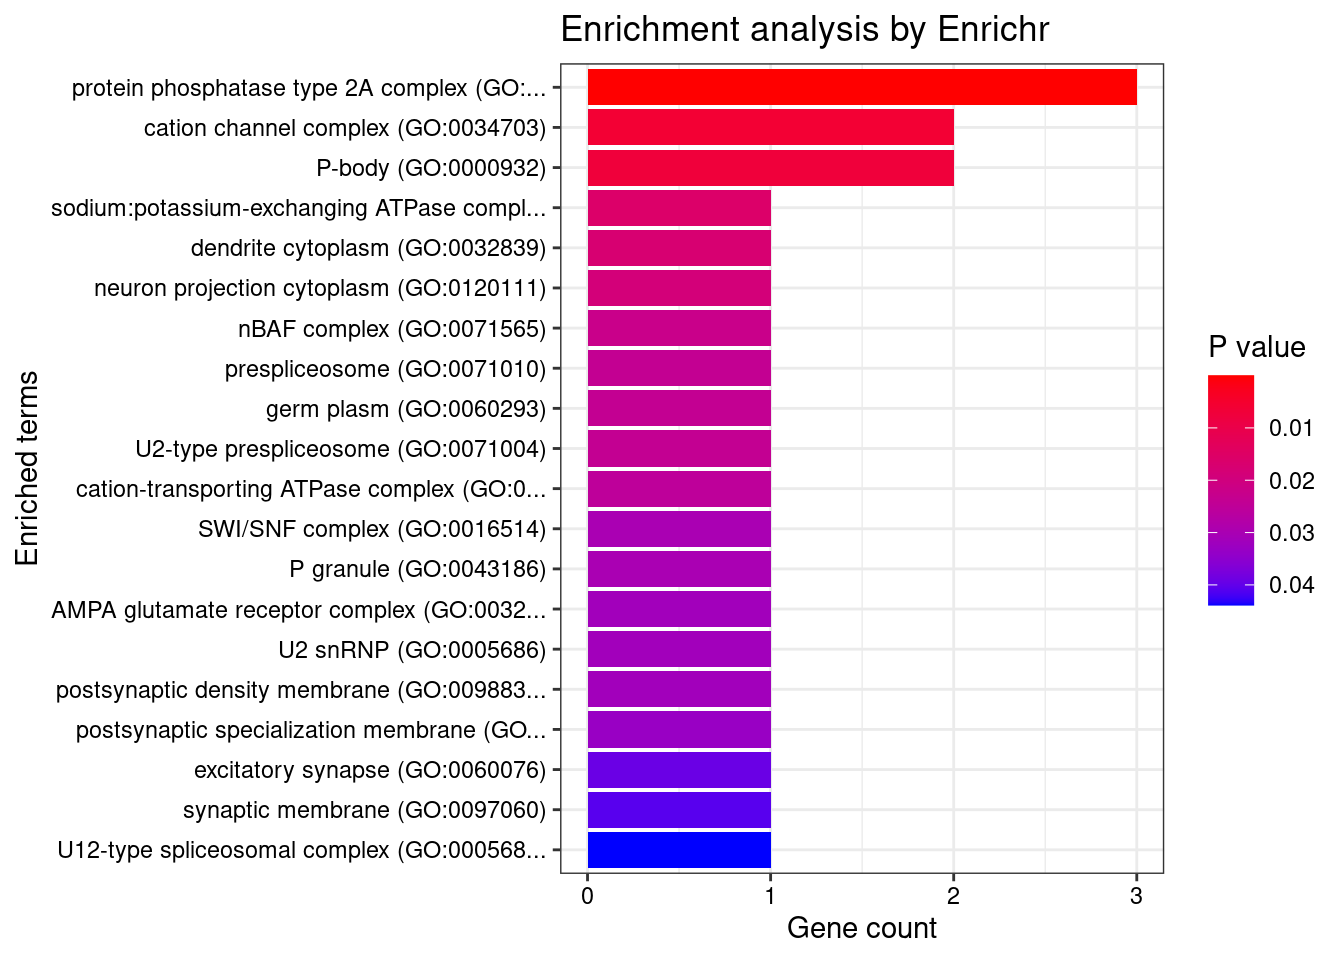 Enrichment analysis by Enrichr
protein phosphatase type 2A complex (GO:...
cation channel complex (GO:0034703)
P-body (GO:0000932)
sodium:potassium-exchanging ATPase compl...
dendrite cytoplasm (GO:0032839)
neuron projection cytoplasm (GO:0120111)
nBAF complex (GO:0071565)
prespliceosome (GO:0071010)
germ plasm (GO:0060293)
U2-type prespliceosome (GO:0071004)
cation-transporting ATPase complex (GO:0...
SWI/SNF complex (GO:0016514)
P granule (GO:0043186)
AMPA glutamate receptor complex (GO:0032...
U2 snRNP (GO:0005686)
postsynaptic density membrane (GO:009883...
postsynaptic specialization membrane (GO...
excitatory synapse (GO:0060076)
synaptic membrane (GO:0097060)
U12-type spliceosomal complex (GO:000568...
Enriched terms
0 1 2 3
Gene count
P value
0.01
0.02
0.03
0.04